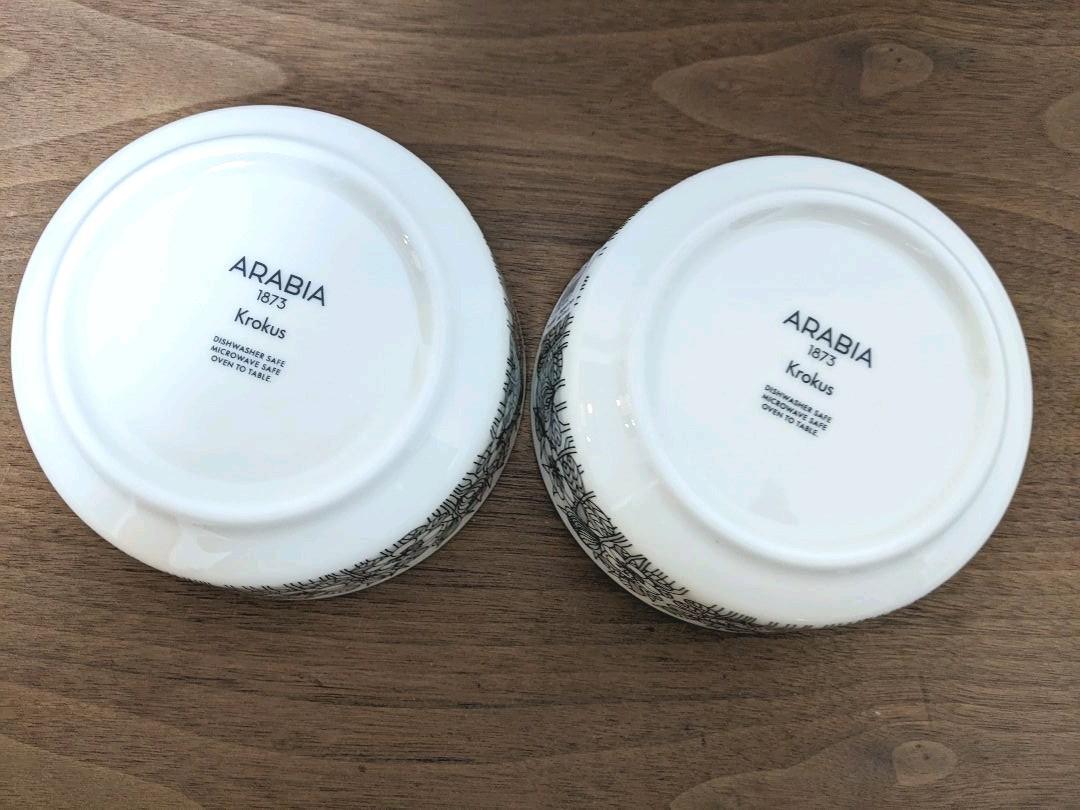 ARABIA
1873
Krokus
DISHWASHER SAFE
MICROWAVE SAFE
OVEN TO TABLE.
ARABIA
1873
Krokus
DISHWASHER SAFE
MICROWAVE SAFE
OVEN TO TABLE.